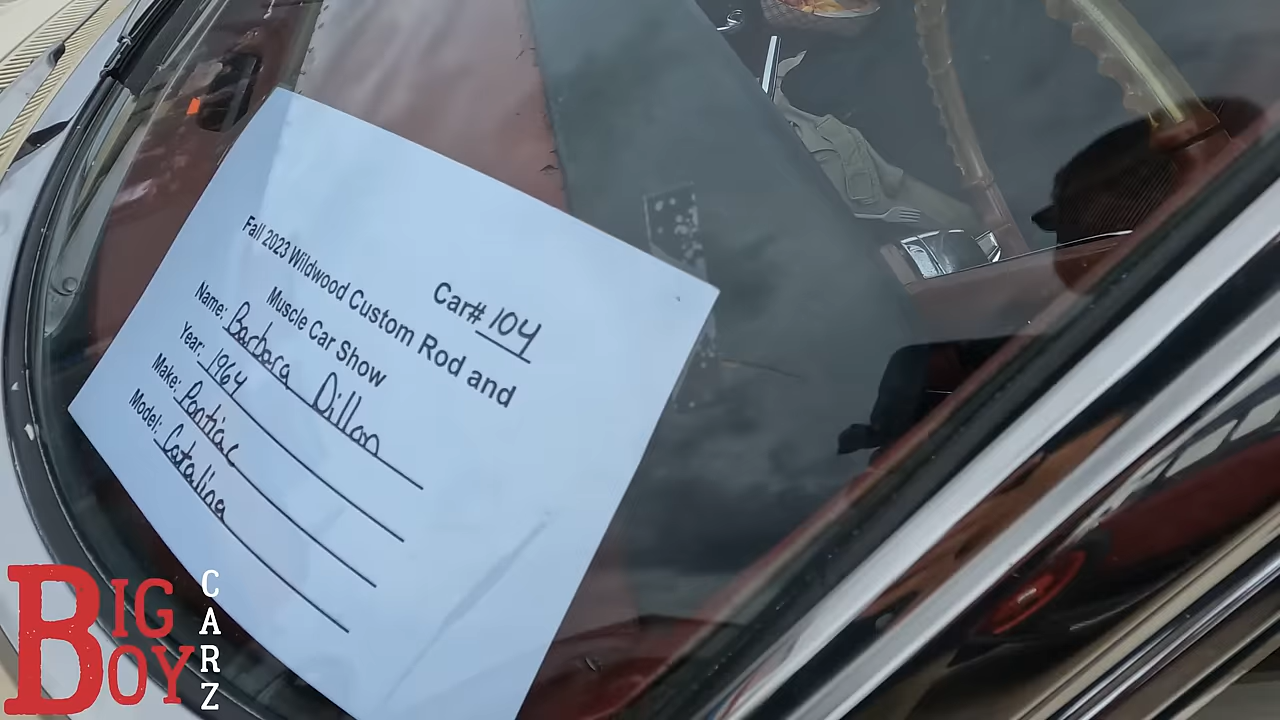 Car# 104
Fall 2023 Wildwood Custom Rod and
Muscle Car Show
Name: Barbara Dillon
Year: 1964
Make: Pontiac
Model: Catalina
BIG
BOY
CARZ